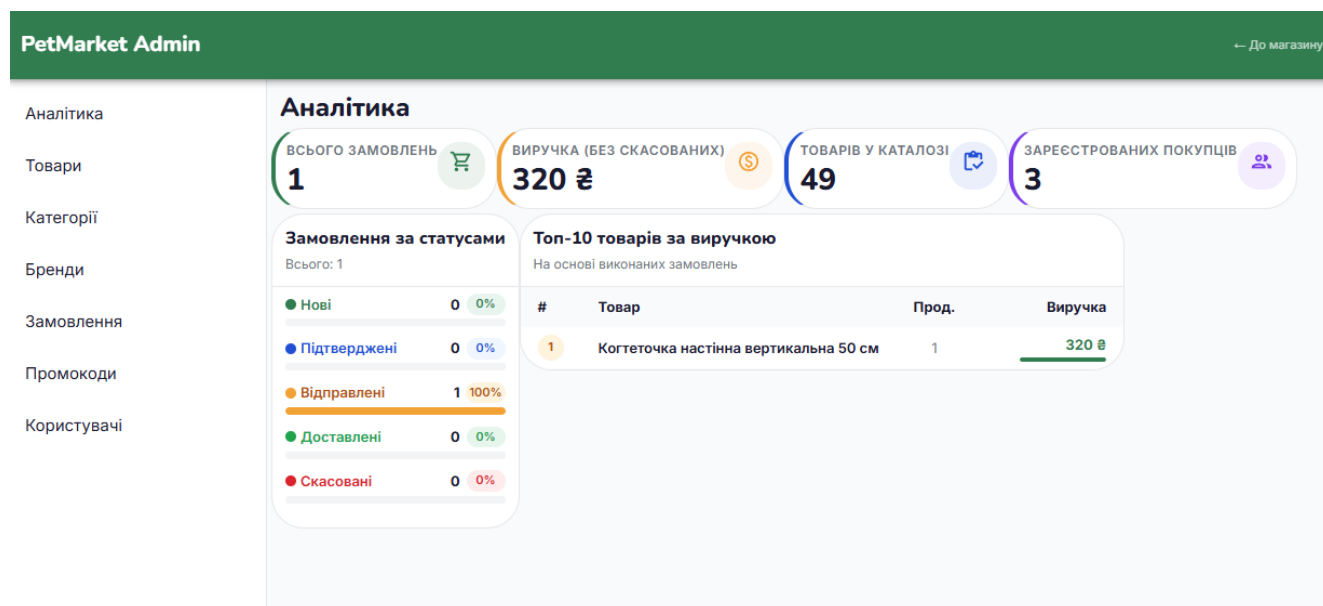 PetMarket Admin
← До магазину
Аналітика
Товари
Категорії
Бренди
Замовлення
Промокоди
Користувачі
Аналітика
ВСЬОГО ЗАМОВЛЕНЬ
1
ВИРУЧКА (БЕЗ СКАСОВАНИХ)
320 ₴
ТОВАРІВ У КАТАЛОЗІ
49
ЗАРЕЄСТРОВАНИХ ПОКУПЦІВ
3
Замовлення за статусами
Всього: 1
Нові 0 0%
Підтверджені 0 0%
Відправлені 1 100%
Доставлені 0 0%
Скасовані 0 0%
Топ-10 товарів за виручкою
На основі виконаних замовлень
# Товар Прод. Виручка
1 Когтеточка настінна вертикальна 50 см 1 320 ₴